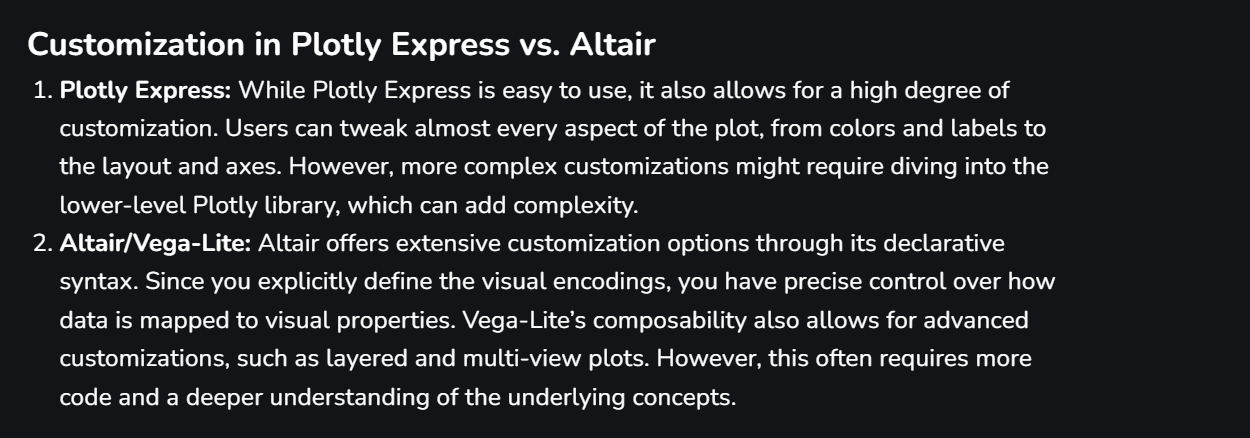 Customization in Plotly Express vs. Altair
1. Plotly Express: While Plotly Express is easy to use, it also allows for a high degree of
customization. Users can tweak almost every aspect of the plot, from colors and labels to
the layout and axes. However, more complex customizations might require diving into the
lower-level Plotly library, which can add complexity.
2. Altair/Vega-Lite: Altair offers extensive customization options through its declarative
syntax. Since you explicitly define the visual encodings, you have precise control over how
data is mapped to visual properties. Vega-Lite’s composability also allows for advanced
customizations, such as layered and multi-view plots. However, this often requires more
code and a deeper understanding of the underlying concepts.